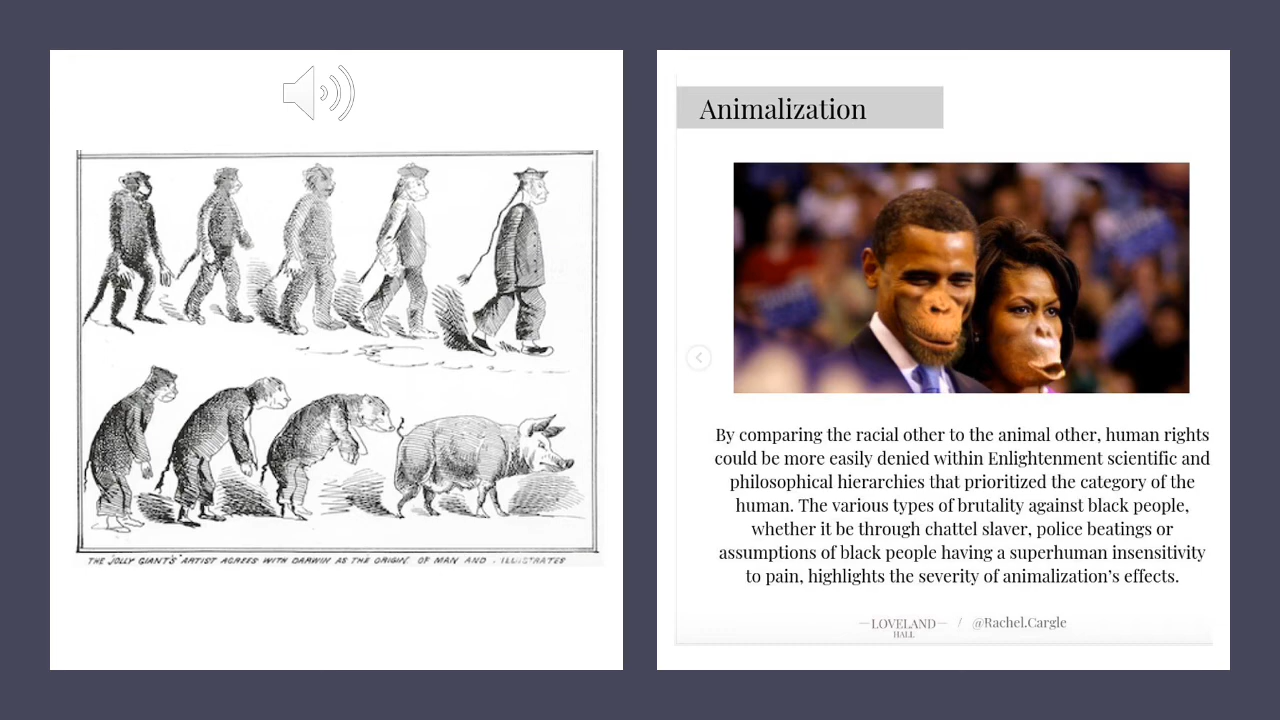 THE "JOLLY GIANT'S" ARTIST AGREES WITH DARWIN AS THE ORIGIN. OF MAN AND . ILLUSTRATES
Animalization
By comparing the racial other to the animal other, human rights
could be more easily denied within Enlightenment scientific and
philosophical hierarchies that prioritized the category of the
human. The various types of brutality against black people,
whether it be through chattel slaver, police beatings or
assumptions of black people having a superhuman insensitivity
to pain, highlights the severity of animalization's effects.
—LOVELAND— / @Rachel.Cargle
HALL